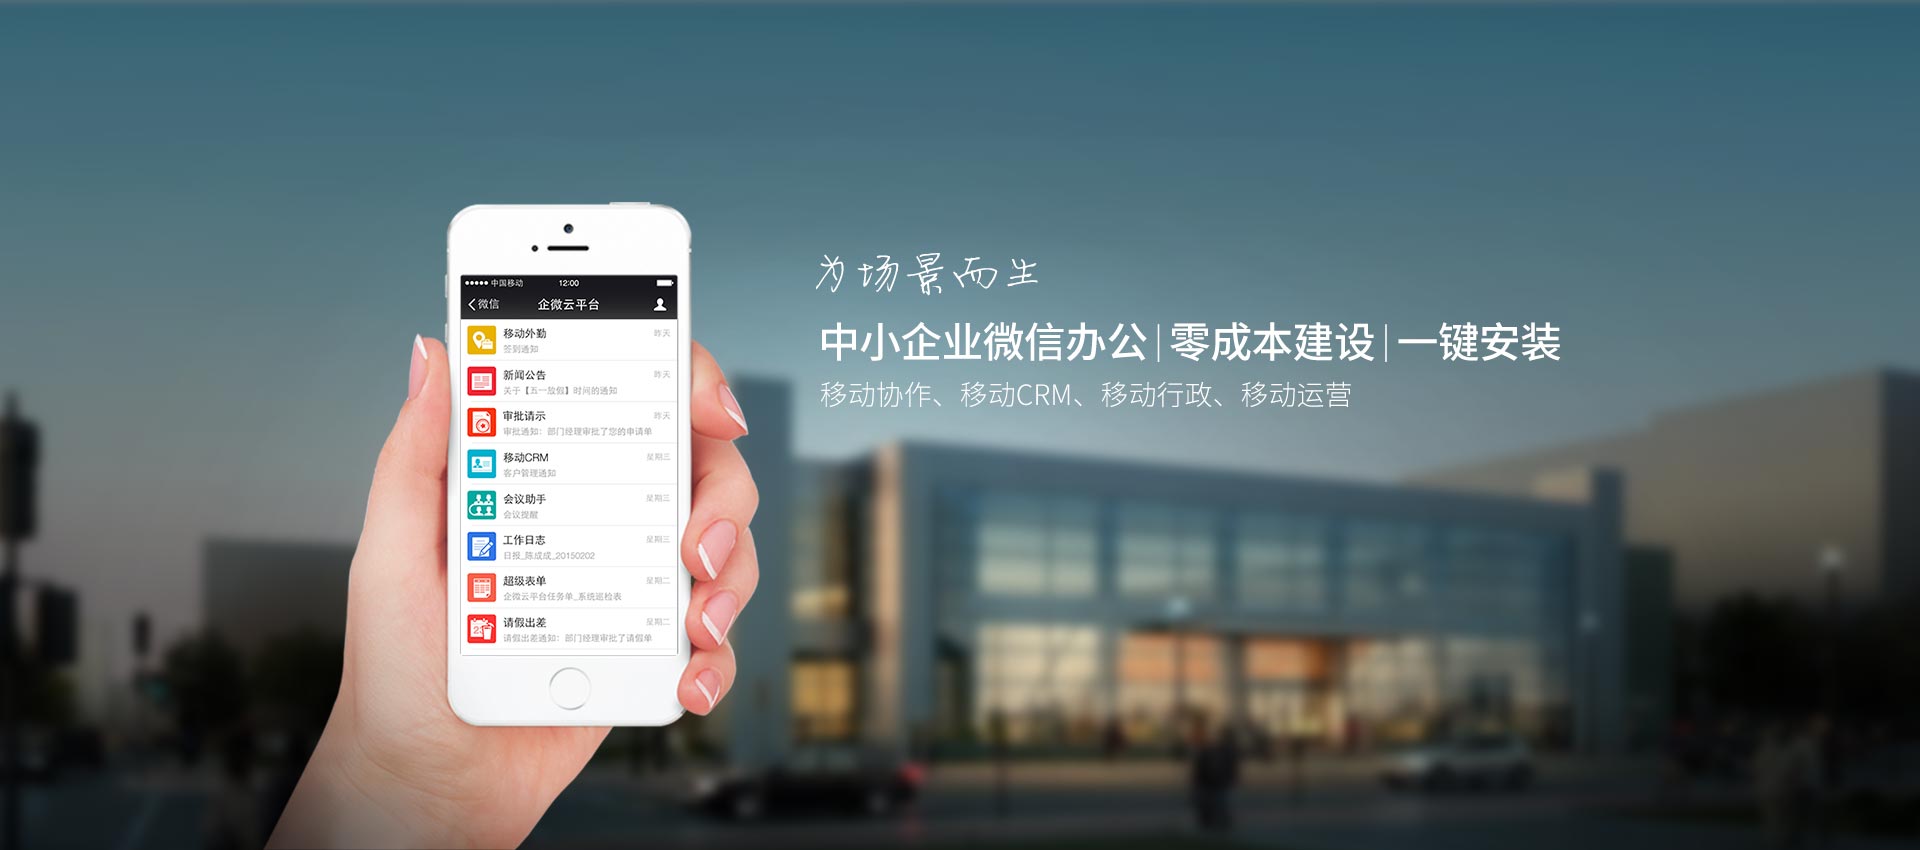 中国移动 12:00
微信 企微云平台
移动外勤 昨天
签到通知
新闻公告 昨天
关于【五一放假】时间的通知
审批请示 昨天
审批通知：部门经理审批了您的申请单
移动CRM 星期三
客户管理通知
会议助手 星期三
会议提醒
工作日志 星期三
日报_陈成成_20150202
超级表单 星期二
企微云平台任务单_系统巡检表
请假出差 星期二
请假出差通知：部门经理审批了请假单
为场景而生
中小企业微信办公|零成本建设|一键安装
移动协作、移动CRM、移动行政、移动运营